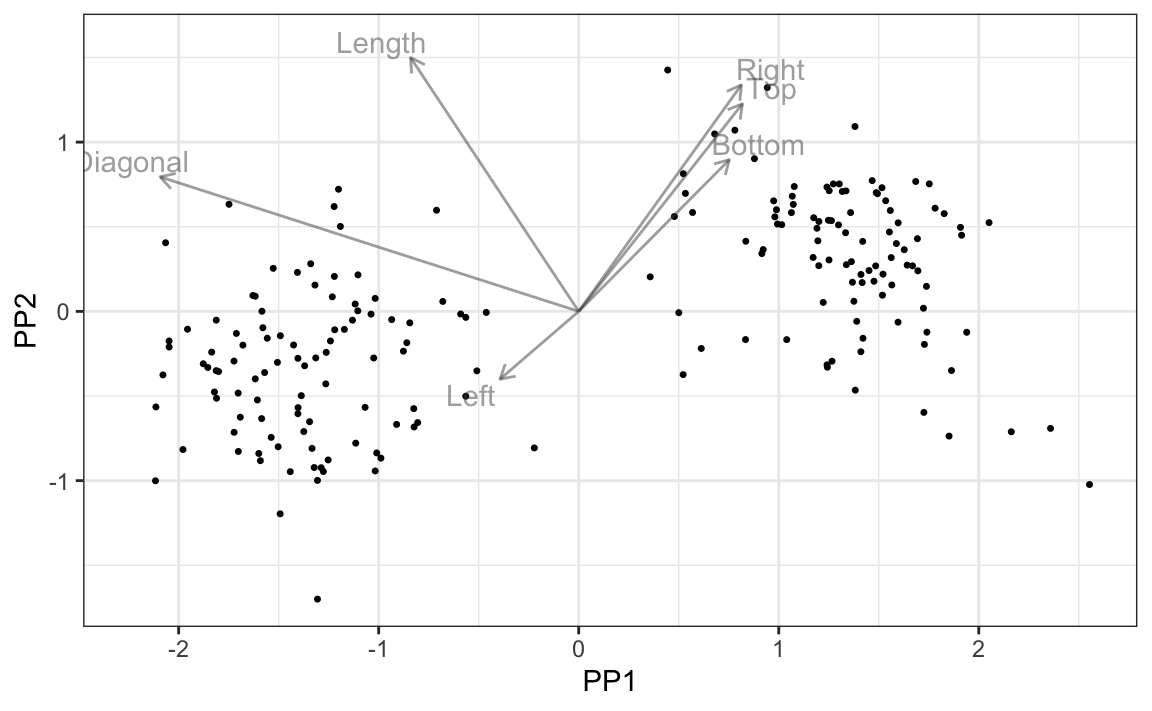 Length
Right
Top
Bottom
Diagonal
Left
1
0
-1
PP2
-2 -1 0 1 2
PP1